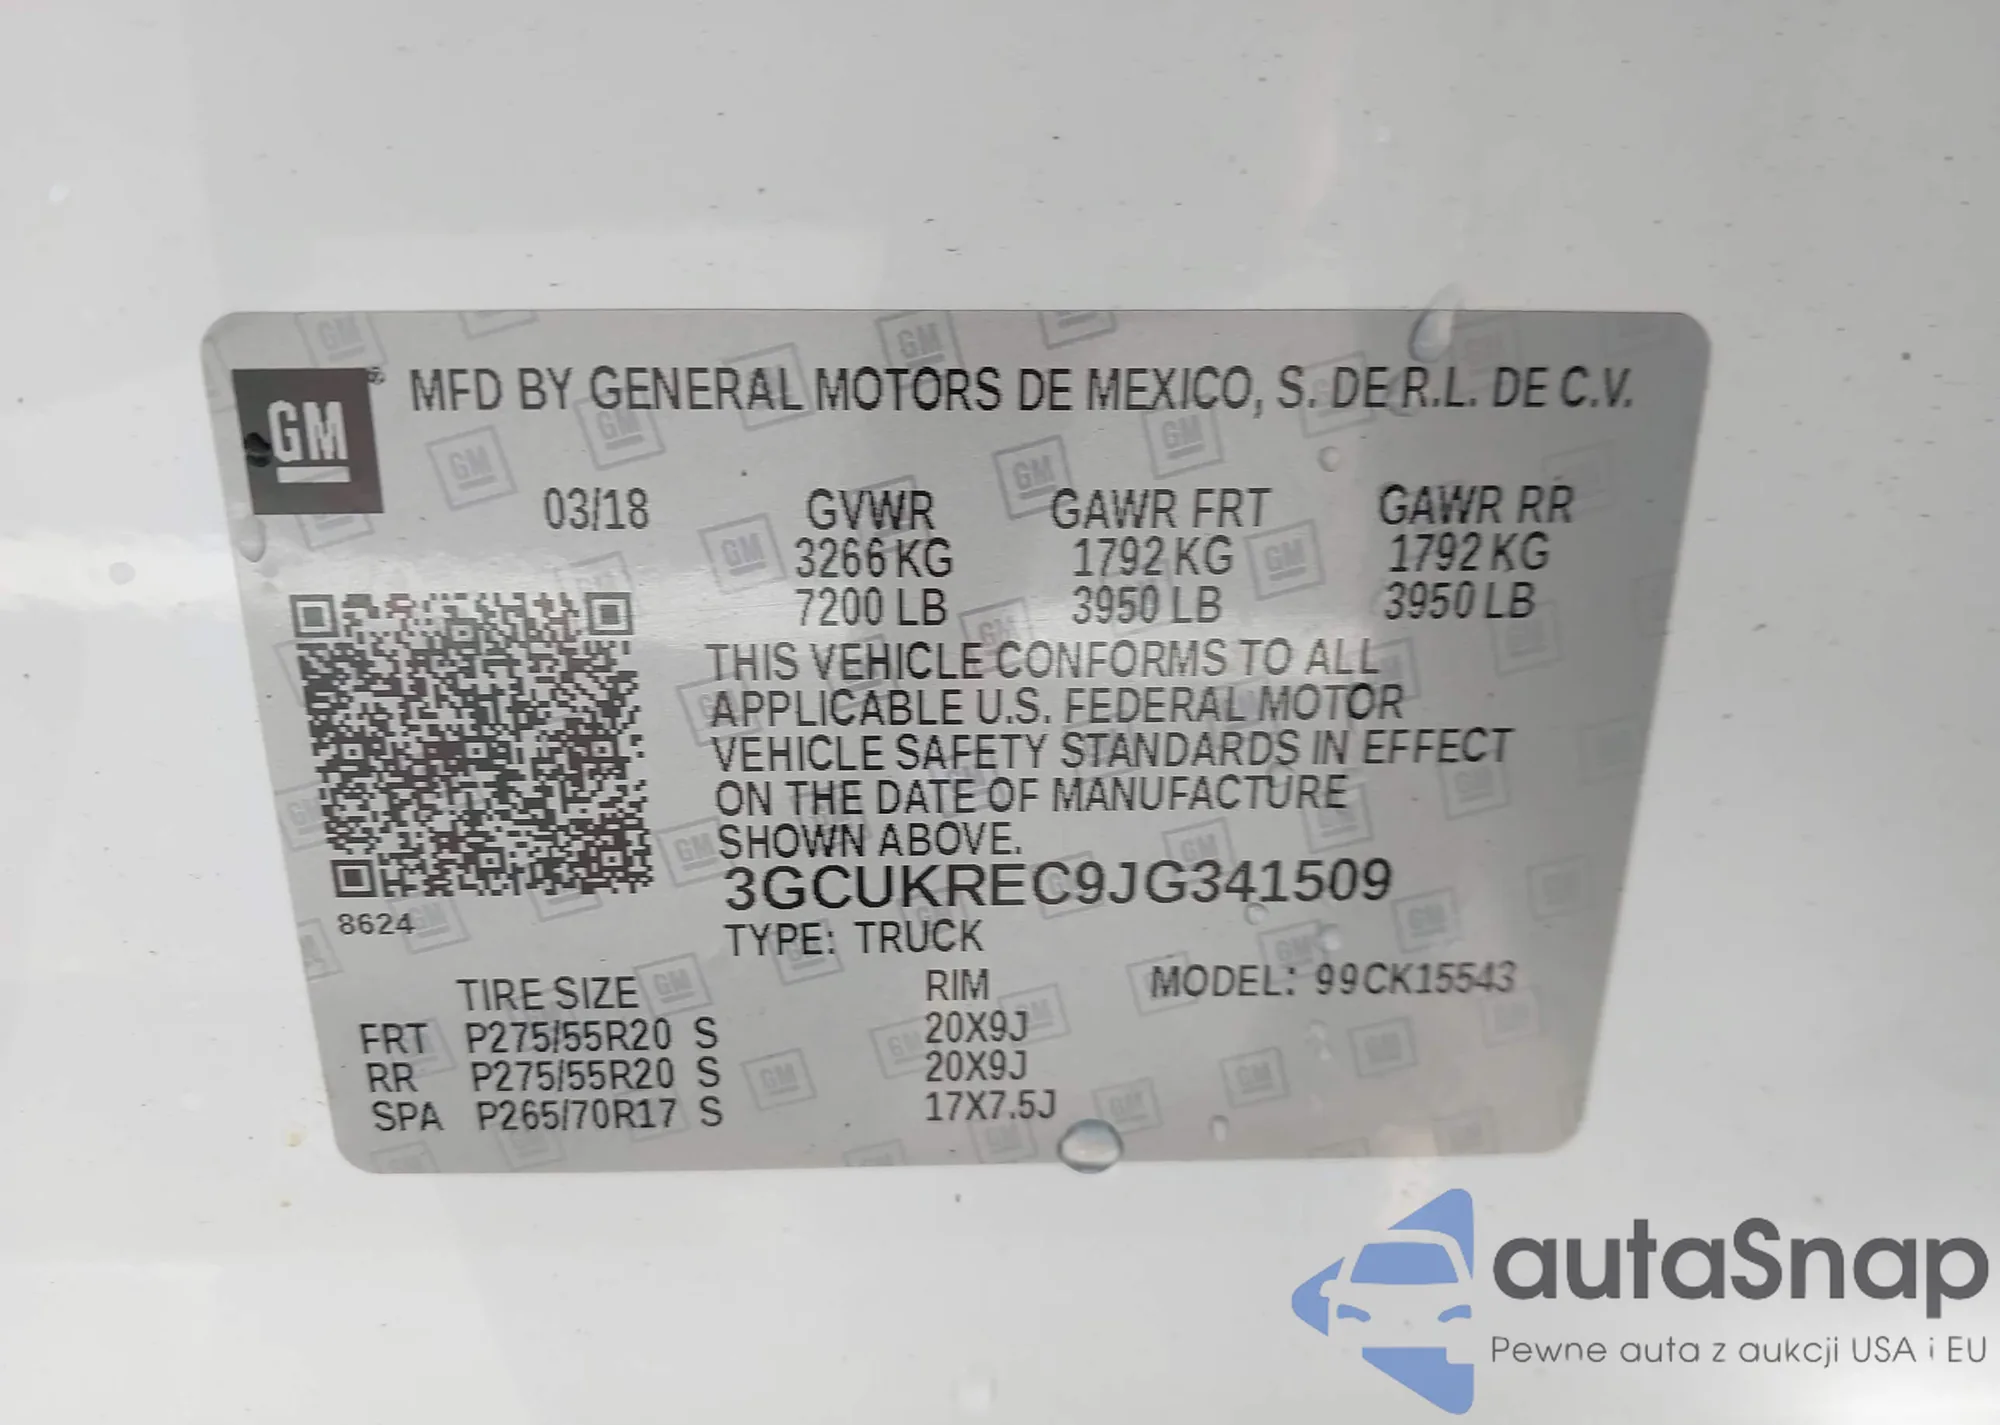 GM
MFD BY GENERAL MOTORS DE MEXICO, S. DE R.L. DE C.V.
03/18 GVWR GAWR FRT GAWR RR
3266 KG 1792 KG 1792 KG
7200 LB 3950 LB 3950 LB
THIS VEHICLE CONFORMS TO ALL
APPLICABLE U.S. FEDERAL MOTOR
VEHICLE SAFETY STANDARDS IN EFFECT
ON THE DATE OF MANUFACTURE
SHOWN ABOVE.
3GCUKREC9JG341509
8624
TYPE: TRUCK
TIRE SIZE RIM MODEL: 99CK15543
FRT P275/55R20 S 20X9J
RR P275/55R20 S 20X9J
SPA P265/70R17 S 17X7.5J
autaSnap
Pewne auta z aukcji USA i EU